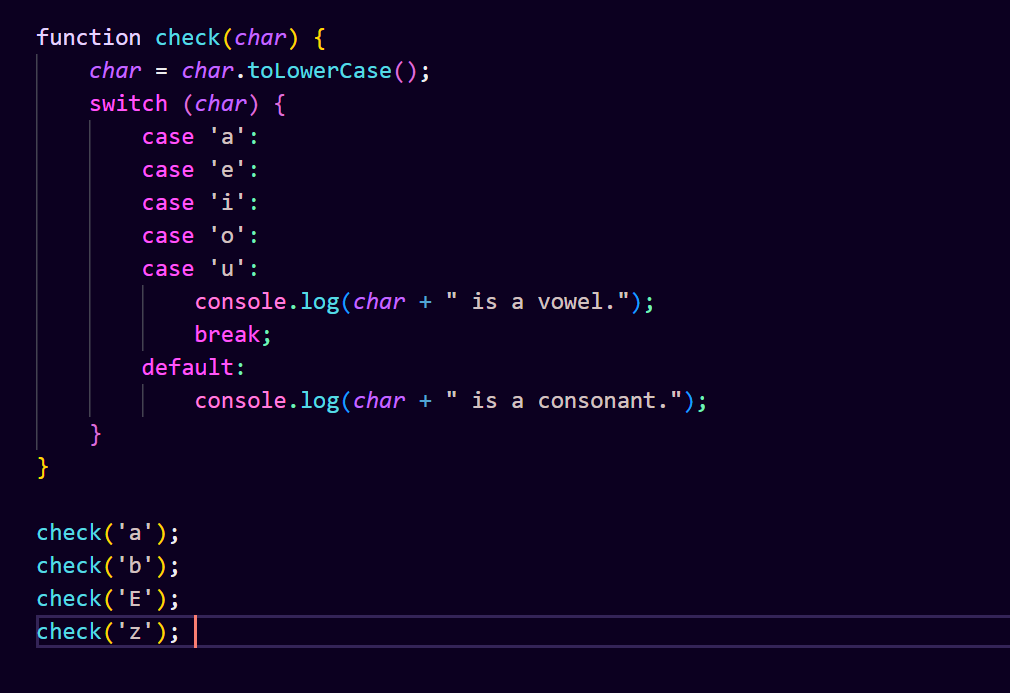 function check(char) {
    char = char.toLowerCase();
    switch (char) {
        case 'a':
        case 'e':
        case 'i':
        case 'o':
        case 'u':
            console.log(char + " is a vowel.");
            break;
        default:
            console.log(char + " is a consonant.");
    }
}

check('a');
check('b');
check('E');
check('z');